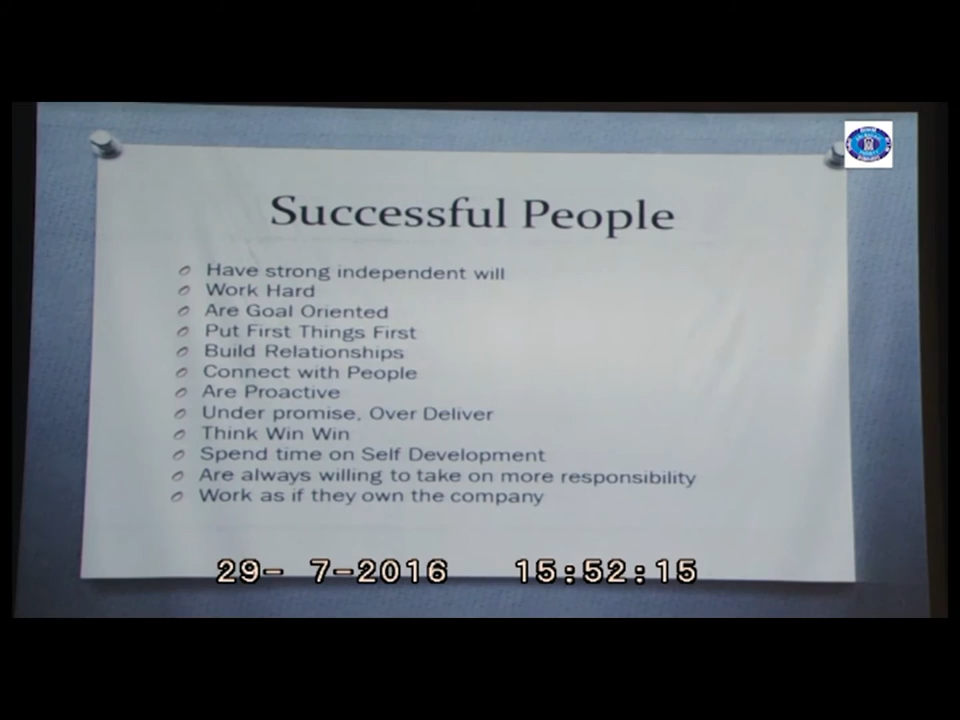 Successful People
Have strong independent will
Work Hard
Are Goal Oriented
Put First Things First
Build Relationships
Connect with People
Are Proactive
Under promise, Over Deliver
Think Win Win
Spend time on Self Development
Are always willing to take on more responsibility
Work as if they own the company
29- 7-2016 15:52:15